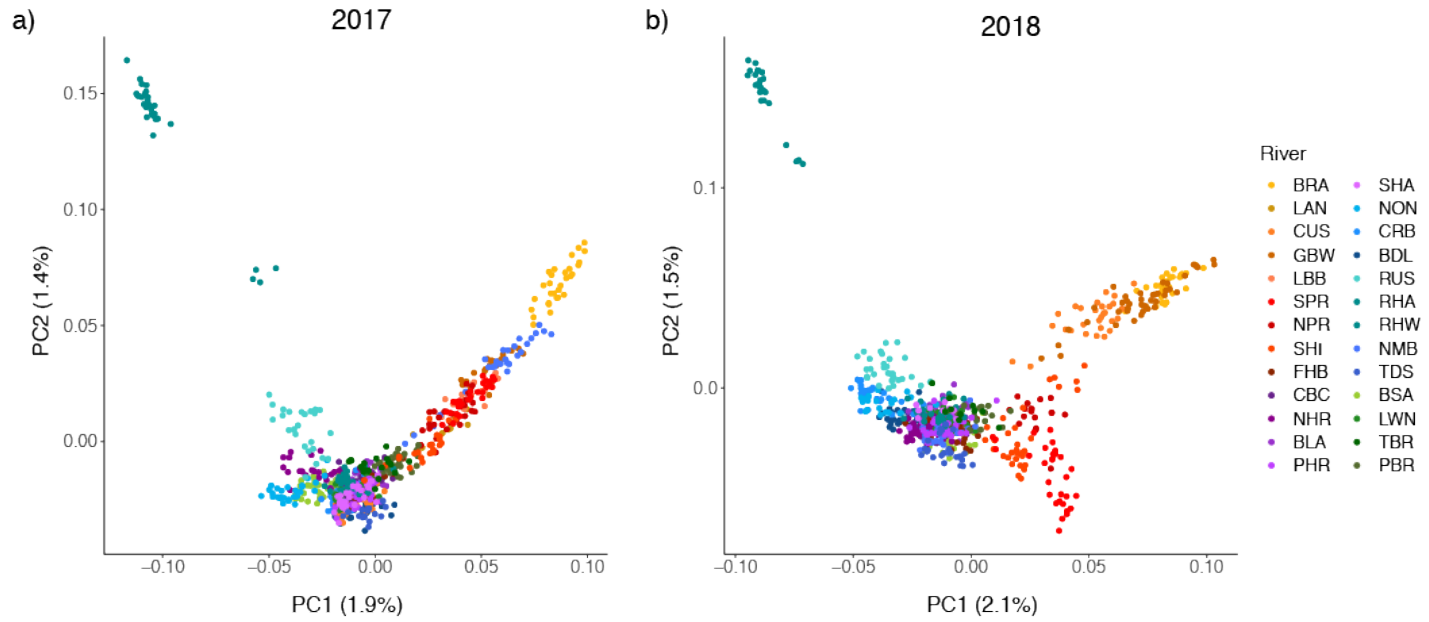 a)
2017
0.15
0.10
0.05
0.00
PC2 (1.4%)
−0.10
−0.05
0.00
0.05
0.10
PC1 (1.9%)
b)
2018
0.1
0.0
PC2 (1.5%)
−0.10
−0.05
0.00
0.05
0.10
PC1 (2.1%)
River
BRA
LAN
CUS
GBW
LBB
SPR
NPR
SHI
FHB
CBC
NHR
BLA
PHR
SHA
NON
CRB
BDL
RUS
RHA
RHW
NMB
TDS
BSA
LWN
TBR
PBR